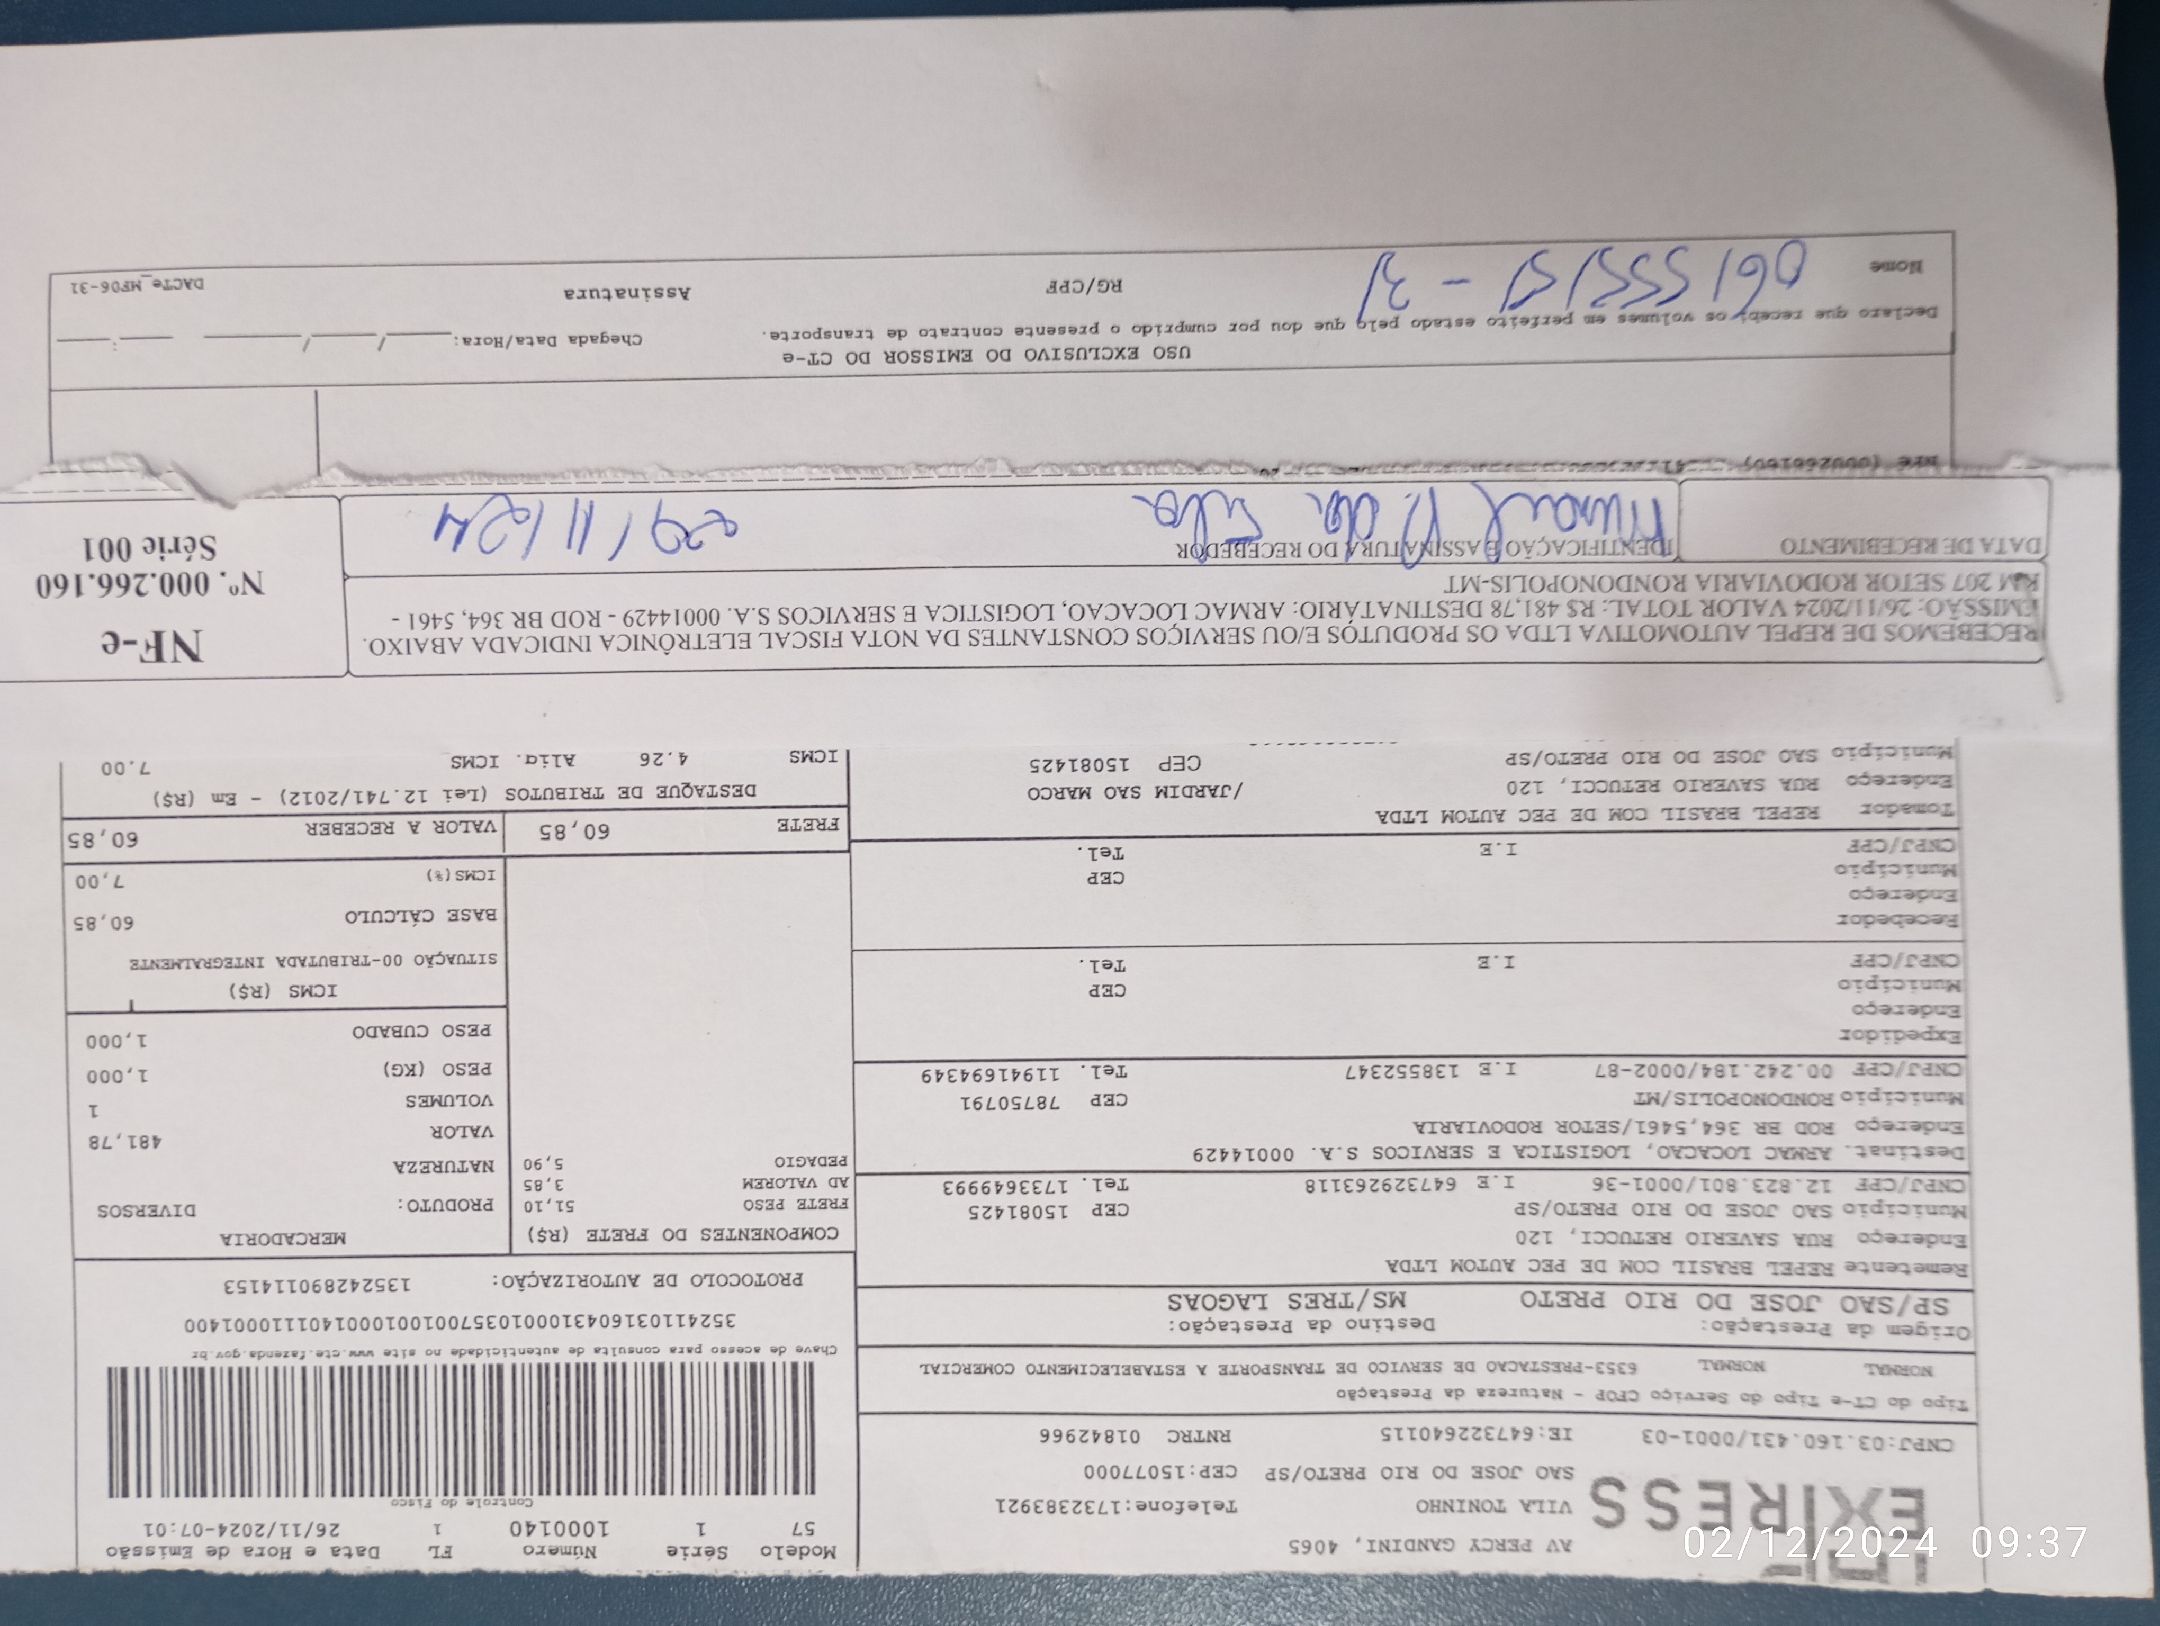 EX|RESS
AV PERCY GANDINI, 4065
VILA TONINHO Telefone:1732383921
SAO JOSE DO RIO PRETO/SP CEP:15077000
CNPJ:03.160.431/0001-03 IE:647322640115 RNTRC 01842966
Modelo Série Número FL Data e Hora de Emissão
57 1 1000140 1 26/11/2024-07:01
Controle do Fisco
Chave de acesso para consulta de autenticidade no site www.cte.fazenda.gov.br
35241103160431000103570010010001401110001400
PROTOCOLO DE AUTORIZAÇÃO: 135242890114153
Tipo do CT-e Tipo do Serviço CFOP - Natureza da Prestação
NORMAL NORMAL 6353-PRESTACAO DE SERVICO DE TRANSPORTE A ESTABELECIMENTO COMERCIAL
Origem da Prestação: Destino da Prestação:
SP/SAO JOSE DO RIO PRETO MS/TRES LAGOAS
Remetente REPEL BRASIL COM DE PEC AUTOM LTDA
Endereço RUA SAVERIO RETUCCI, 120
Município SAO JOSE DO RIO PRETO/SP CEP 15081425
CNPJ/CPF 12.823.801/0001-36 I.E 647329263118 Tel. 1733649993
Destinat. ARMAC LOCACAO, LOGISTICA E SERVICOS S.A. 00014429
Endereço ROD BR 364,5461/SETOR RODOVIARIA
Município RONDONOPOLIS/MT CEP 78750791
CNPJ/CPF 00.242.184/0002-87 I.E 138552347 Tel. 11941694349
Expedidor
Endereço
Município CEP
CNPJ/CPF I.E Tel.
Recebedor
Endereço
Município CEP
CNPJ/CPF I.E Tel.
Tomador REPEL BRASIL COM DE PEC AUTOM LTDA
Endereço RUA SAVERIO RETUCCI, 120 /JARDIM SAO MARCO
Município SAO JOSE DO RIO PRETO/SP CEP 15081425
COMPONENTES DO FRETE (R$)
FRETE PESO 51,10
AD VALOREM 3,85
PEDAGIO 5,90
MERCADORIA
PRODUTO: DIVERSOS
NATUREZA
VALOR 481,78
VOLUMES 1
PESO (KG) 1,000
PESO CUBADO 1,000
ICMS (R$)
SITUAÇÃO 00-TRIBUTADA INTEGRALMENTE
BASE CÁLCULO 60,85
ICMS(%) 7,00
FRETE 60,85 VALOR A RECEBER 60,85
DESTAQUE DE TRIBUTOS (Lei 12.741/2012) - Em (R$)
ICMS 4.26 Aliq. ICMS 7.00
RECEBEMOS DE REPEL AUTOMOTIVA LTDA OS PRODUTOS E/OU SERVIÇOS CONSTANTES DA NOTA FISCAL ELETRÔNICA INDICADA ABAIXO.
EMISSÃO: 26/11/2024 VALOR TOTAL: R$ 481,78 DESTINATÁRIO: ARMAC LOCACAO, LOGISTICA E SERVICOS S.A. 00014429 - ROD BR 364, 5461 -
KM 207 SETOR RODOVIARIA RONDONOPOLIS-MT
NF-e
Nº. 000.266.160
Série 001
DATA DE RECEBIMENTO
IDENTIFICAÇÃO E ASSINATURA DO RECEBEDOR
da Silva 29/11/24
NFe (000266160)
USO EXCLUSIVO DO EMISSOR DO CT-e
Declaro que recebi os volumes em perfeito estado pelo que dou por cumprido o presente contrato de transporte.
Chegada Data/Hora: ____/____/____ ____:____
Nome RG/CPF Assinatura
DACTe_MF06-31
02/12/2024 09:37